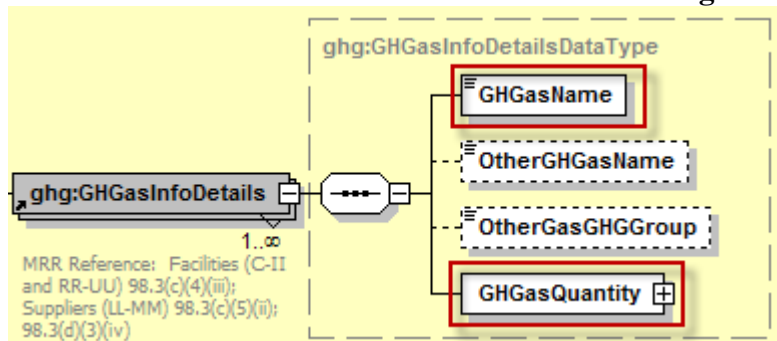 ghg:GHGasInfoDetailsDataType
GHGasName
OtherGHGasName
ghg:GHGasInfoDetails
1..∞
OtherGasGHGGroup
MRR Reference: Facilities (C-II
and RR-UU) 98.3(c)(4)(iii);
Suppliers (LL-MM) 98.3(c)(5)(ii);
98.3(d)(3)(iv)
GHGasQuantity